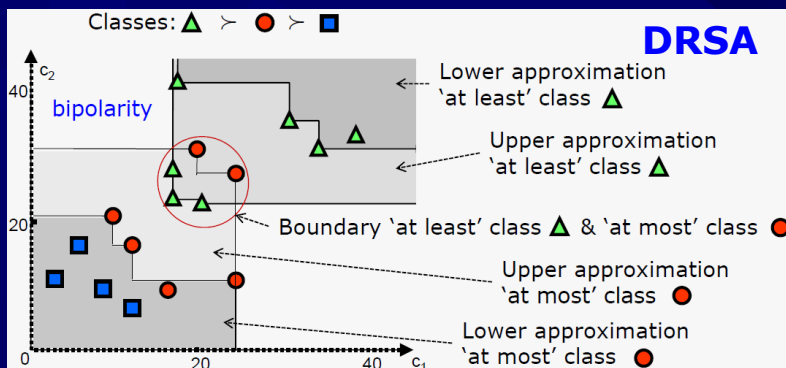 Classes: ≻ ≻
DRSA
c2
40
bipolarity
Lower approximation
'at least' class
Upper approximation
'at least' class
20
Boundary 'at least' class & 'at most' class
Upper approximation
'at most' class
Lower approximation
'at most' class
0
20
40
c1